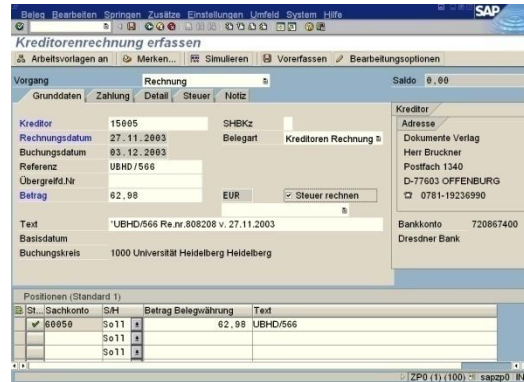 Beleg Bearbeiten Springen Zusätze Einstellungen Umfeld System Hilfe
SAP
Kreditorenrechnung erfassen
Arbeitsvorlagen an Merken... Simulieren Vorerfassen Bearbeitungsoptionen
Vorgang Rechnung Saldo 0,00
Grunddaten Zahlung Detail Steuer Notiz
Kreditor 15005 SHBKz
Rechnungsdatum 27.11.2003 Belegart Kreditoren Rechnung
Buchungsdatum 03.12.2003
Referenz UBHD/566
Übergreifd.Nr
Betrag 62,98 EUR Steuer rechnen
Text *UBHD/566 Re.nr.808208 v. 27.11.2003
Basisdatum
Buchungskreis 1000 Universität Heidelberg Heidelberg
Kreditor
Adresse
Dokumente Verlag
Herr Bruckner
Postfach 1340
D-77603 OFFENBURG
0781-19236990
Bankkonto 720867400
Dresdner Bank
Positionen (Standard 1)
St... Sachkonto S/H Betrag Belegwährung Text
60050 Soll 62,98 UBHD/566
Soll
Soll
ZP0 (1) (100) sapzp0 IN